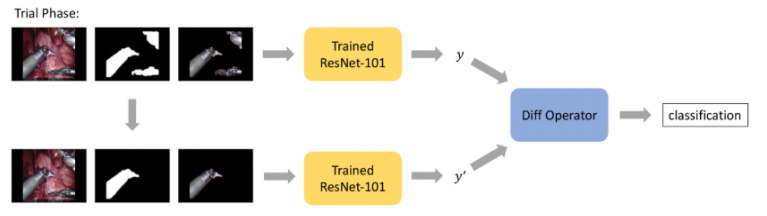 Trial Phase:
Trained
ResNet-101
y
Diff Operator
classification
Trained
ResNet-101
y'